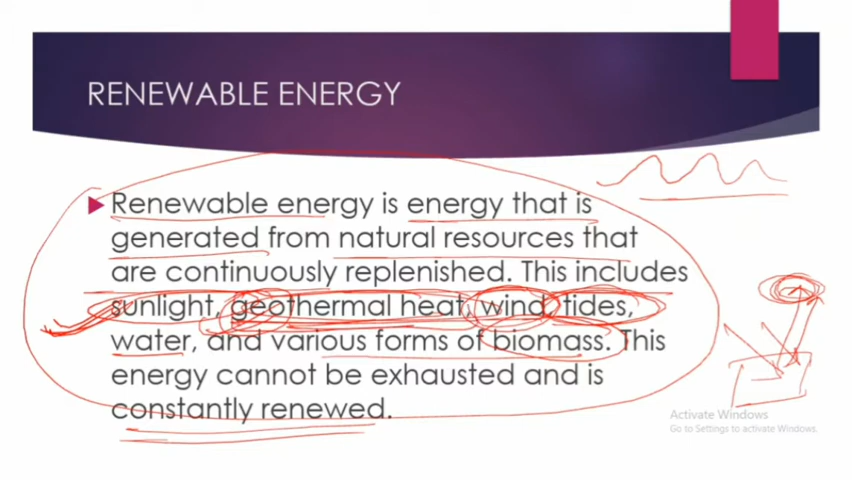 RENEWABLE ENERGY
Renewable energy is energy that is
generated from natural resources that
are continuously replenished. This includes
sunlight, geothermal heat, wind, tides,
water, and various forms of biomass. This
energy cannot be exhausted and is
constantly renewed.
Activate Windows
Go to Settings to activate Windows.